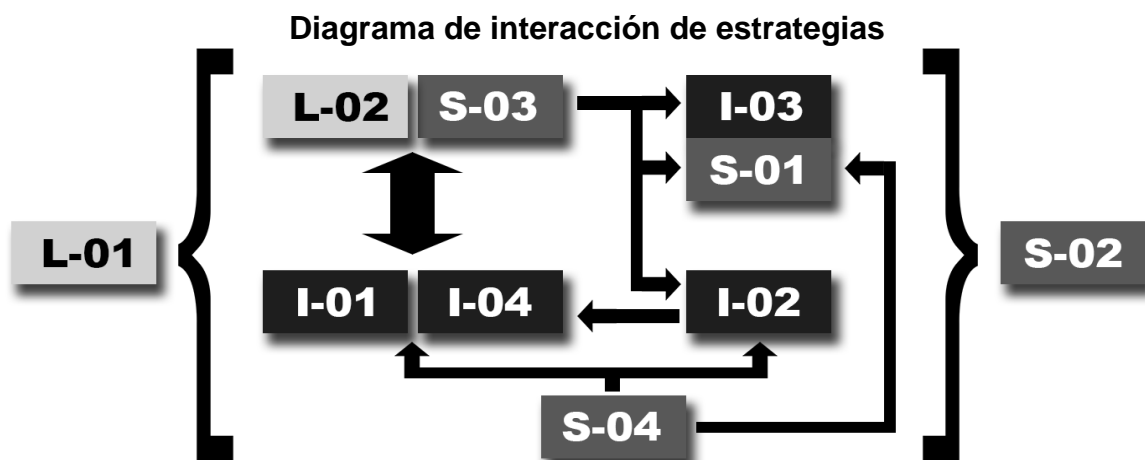 Diagrama de interacción de estrategias
L-02 S-03 I-03
S-01
L-01 S-02
I-01 I-04 I-02
S-04